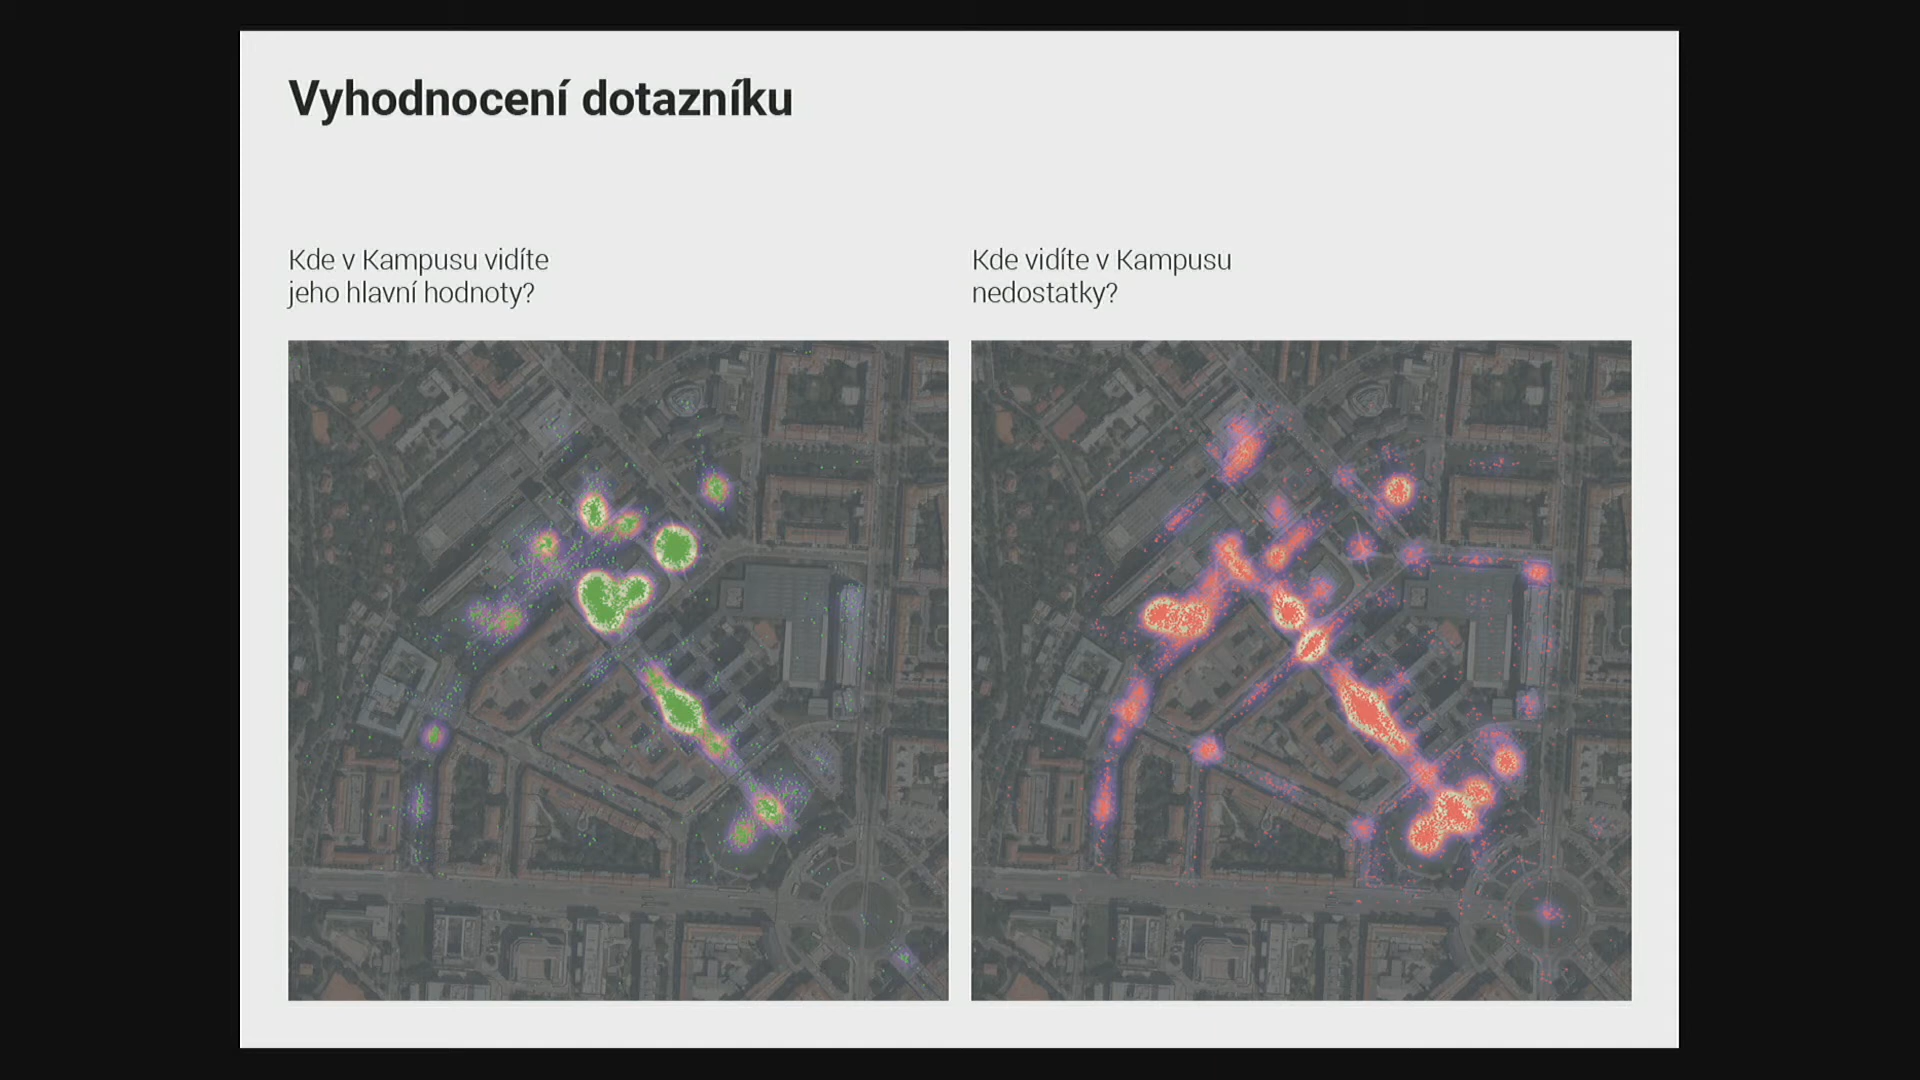 Vyhodnocení dotazníku
Kde v Kampusu vidíte
jeho hlavní hodnoty?
Kde vidíte v Kampusu
nedostatky?